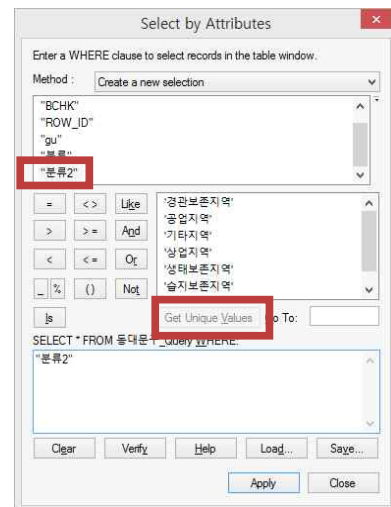 Select by Attributes
Enter a WHERE clause to select records in the table window.
Method : Create a new selection
"BCHK"
"ROW_ID"
"gu"
"분류"
"분류2"
= <> Like
> >= And
< <= Or
_ % () Not
'경관보존지역'
'공업지역'
'기타지역'
'상업지역'
'생태보존지역'
'습지보존지역'
Is Get Unique Values Go To:
SELECT * FROM 동대문구_Query WHERE:
"분류2"
Clear Verify Help Load... Save...
Apply Close